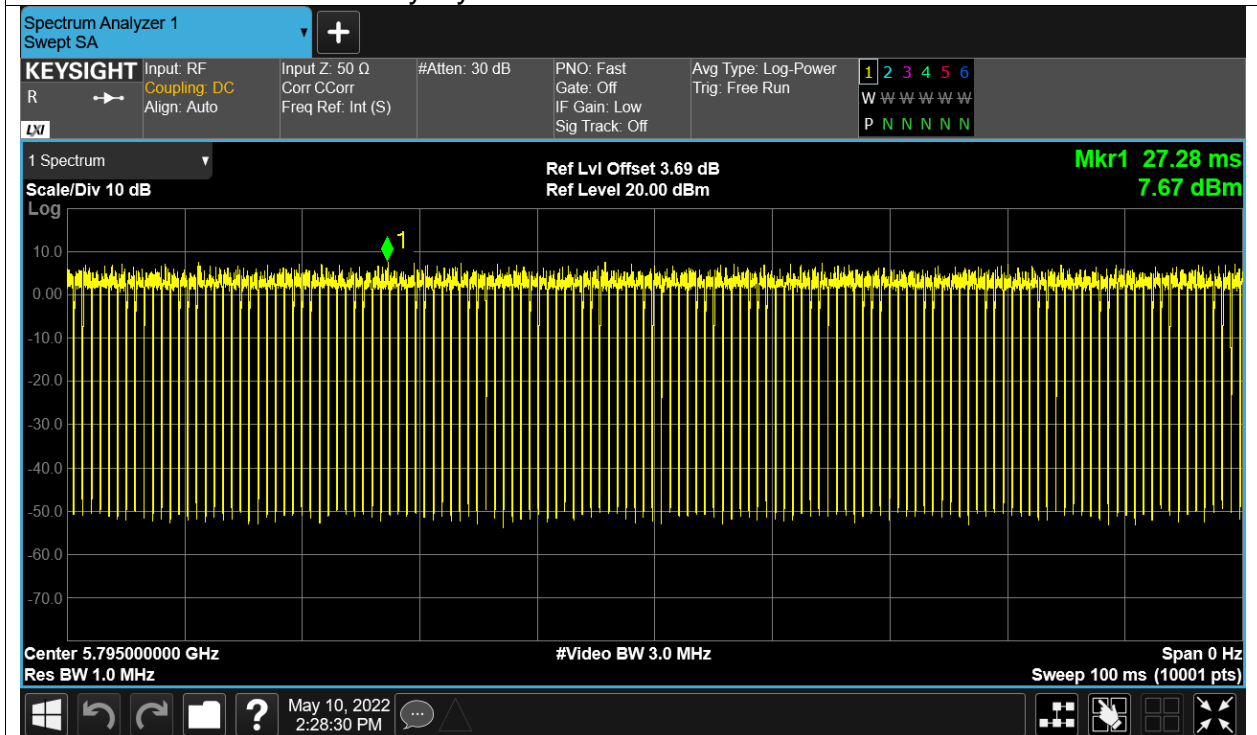 Spectrum Analyzer 1
Swept SA
KEYSIGHT
R
LXI
Input: RF
Coupling: DC
Align: Auto
Input Z: 50 Ω
Corr CCorr
Freq Ref: Int (S)
#Atten: 30 dB
PNO: Fast
Gate: Off
IF Gain: Low
Sig Track: Off
Avg Type: Log-Power
Trig: Free Run
1 2 3 4 5 6
W W W W W W
P N N N N N
1 Spectrum
Scale/Div 10 dB
Log
Ref Lvl Offset 3.69 dB
Ref Level 20.00 dBm
Mkr1 27.28 ms
7.67 dBm
1
10.0
0.00
-10.0
-20.0
-30.0
-40.0
-50.0
-60.0
-70.0
Center 5.795000000 GHz
Res BW 1.0 MHz
#Video BW 3.0 MHz
Span 0 Hz
Sweep 100 ms (10001 pts)
?
May 10, 2022
2:28:30 PM